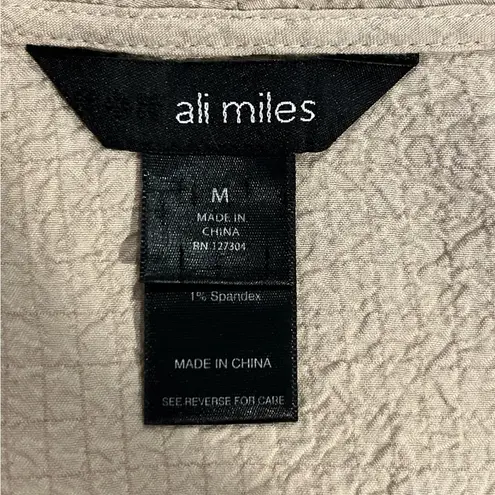 ali miles
M
MADE IN
CHINA
RN 127304
1% Spandex
MADE IN CHINA
SEE REVERSE FOR CARE